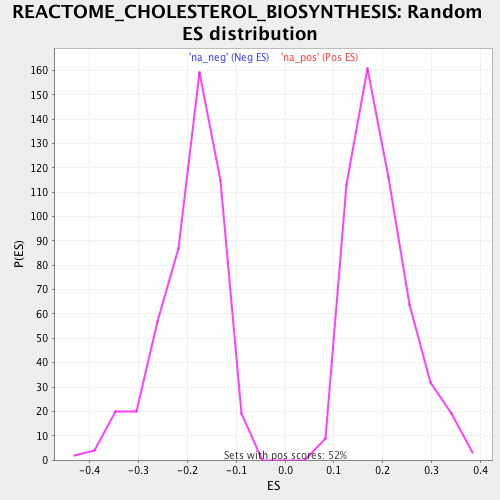 REACTOME_CHOLESTEROL_BIOSYNTHESIS: Random
ES distribution
'na_neg' (Neg ES) 'na_pos' (Pos ES)
160
150
140
130
120
110
100
90
80
70
60
50
40
30
20
10
0
P(ES)
Sets with pos scores: 52%
-0.4 -0.3 -0.2 -0.1 0.0 0.1 0.2 0.3 0.4
ES